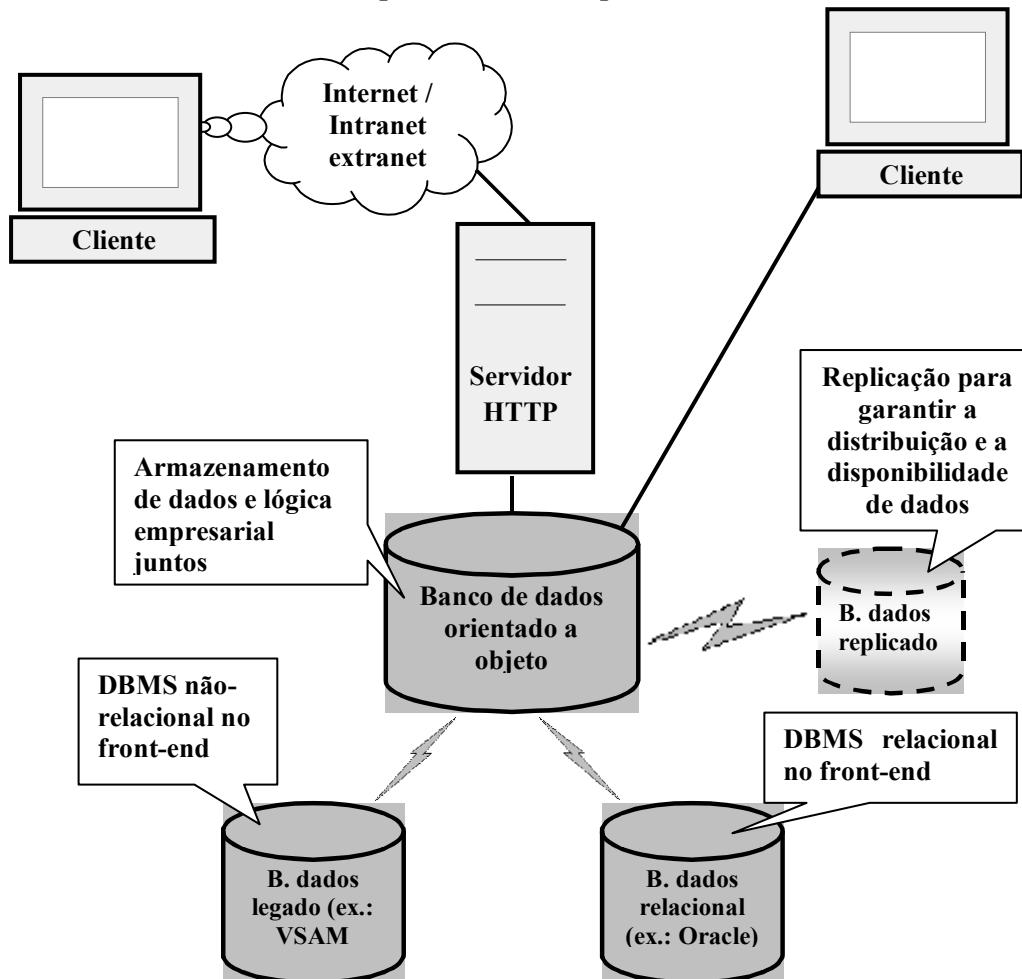 Internet /
Intranet
extranet
Cliente
Cliente
Servidor
HTTP
Replicação para
garantir a
distribuição e a
disponibilidade
de dados
Armazenamento
de dados e lógica
empresarial
juntos
Banco de dados
orientado a
objeto
B. dados
replicado
DBMS não-
relacional no
front-end
DBMS relacional
no front-end
B. dados
legado (ex.:
VSAM
B. dados
relacional
(ex.: Oracle)